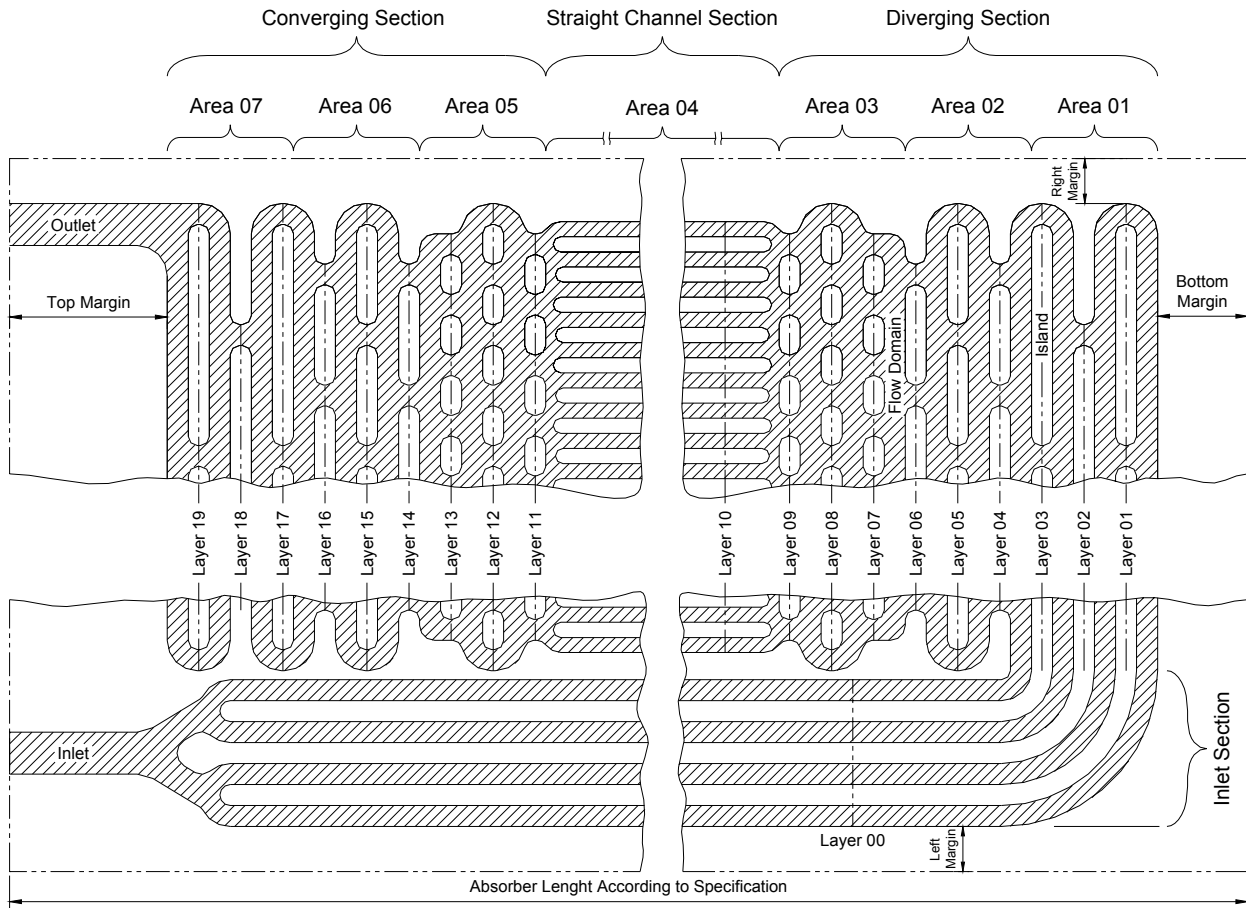 Converging Section
Straight Channel Section
Diverging Section
Area 07
Area 06
Area 05
Area 04
Area 03
Area 02
Area 01
Right
Margin
Outlet
Top Margin
Bottom
Margin
Island
Flow Domain
Layer 19
Layer 18
Layer 17
Layer 16
Layer 15
Layer 14
Layer 13
Layer 12
Layer 11
Layer 10
Layer 09
Layer 08
Layer 07
Layer 06
Layer 05
Layer 04
Layer 03
Layer 02
Layer 01
Inlet
Inlet Section
Layer 00
Left
Margin
Absorber Lenght According to Specification